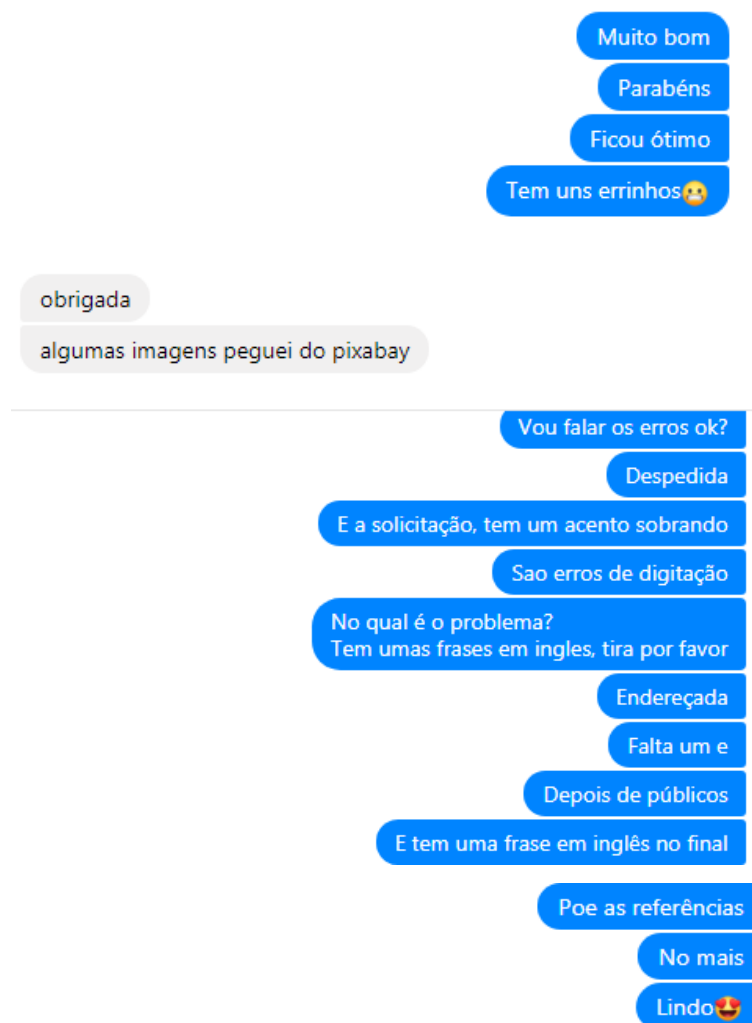 Muito bom
Parabéns
Ficou ótimo
Tem uns errinhos😬
obrigada
algumas imagens peguei do pixabay
Vou falar os erros ok?
Despedida
E a solicitação, tem um acento sobrando
Sao erros de digitação
No qual é o problema?
Tem umas frases em ingles, tira por favor
Endereçada
Falta um e
Depois de públicos
E tem uma frase em inglês no final
Poe as referências
No mais
Lindo😍